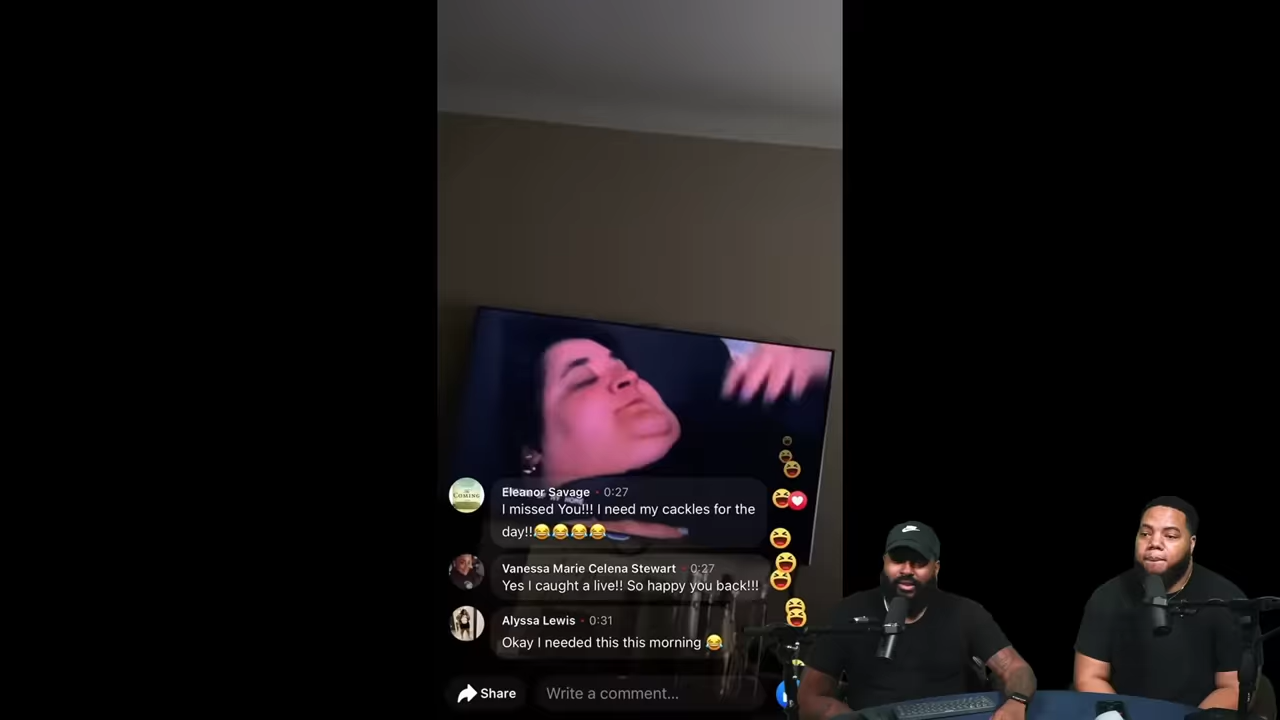 Eleanor Savage · 0:27
I missed You!!! I need my cackles for the
day!!😂😂😂😂
Vanessa Marie Celena Stewart · 0:27
Yes I caught a live!! So happy you back!!!
Alyssa Lewis · 0:31
Okay I needed this this morning 😂
Share
Write a comment...